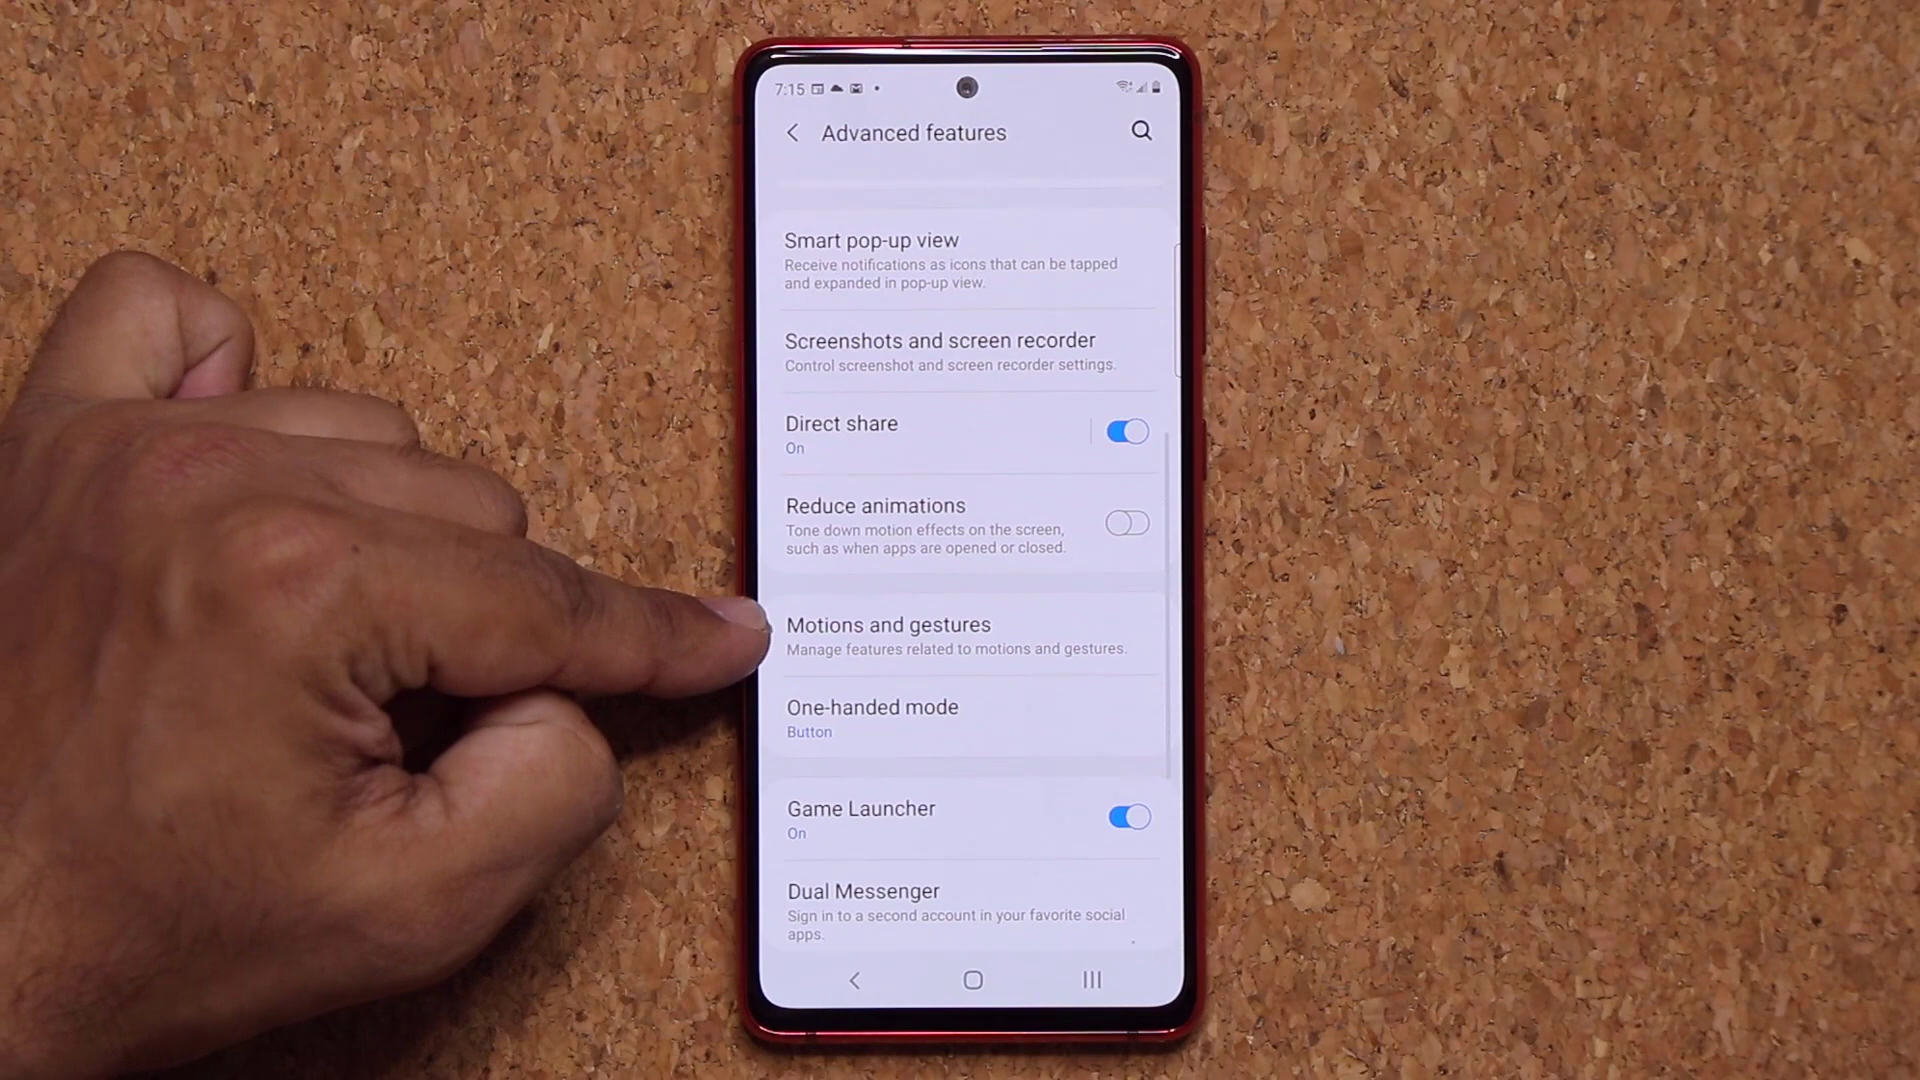 7:15
Advanced features
Smart pop-up view
Receive notifications as icons that can be tapped
and expanded in pop-up view.
Screenshots and screen recorder
Control screenshot and screen recorder settings.
Direct share
On
Reduce animations
Tone down motion effects on the screen,
such as when apps are opened or closed.
Motions and gestures
Manage features related to motions and gestures.
One-handed mode
Button
Game Launcher
On
Dual Messenger
Sign in to a second account in your favorite social
apps.